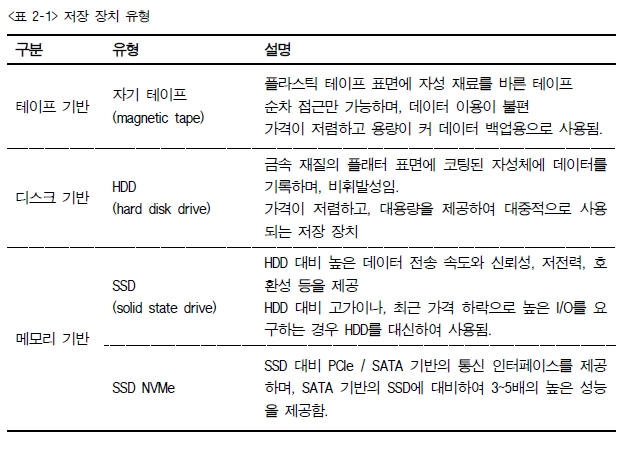 <표 2-1> 저장 장치 유형
구분 유형 설명
테이프 기반
자기 테이프
(magnetic tape)
플라스틱 테이프 표면에 자성 재료를 바른 테이프
순차 접근만 가능하며, 데이터 이용이 불편
가격이 저렴하고 용량이 커 데이터 백업용으로 사용됨.
디스크 기반
HDD
(hard disk drive)
금속 재질의 플래터 표면에 코팅된 자성체에 데이터를
기록하며, 비휘발성임.
가격이 저렴하고, 대용량을 제공하여 대중적으로 사용
되는 저장 장치
메모리 기반
SSD
(solid state drive)
HDD 대비 높은 데이터 전송 속도와 신뢰성, 저전력, 호
환성 등을 제공
HDD 대비 고가이나, 최근 가격 하락으로 높은 I/O를 요
구하는 경우 HDD를 대신하여 사용됨.
SSD NVMe
SSD 대비 PCIe / SATA 기반의 통신 인터페이스를 제공
하며, SATA 기반의 SSD에 대비하여 3~5배의 높은 성능
을 제공함.